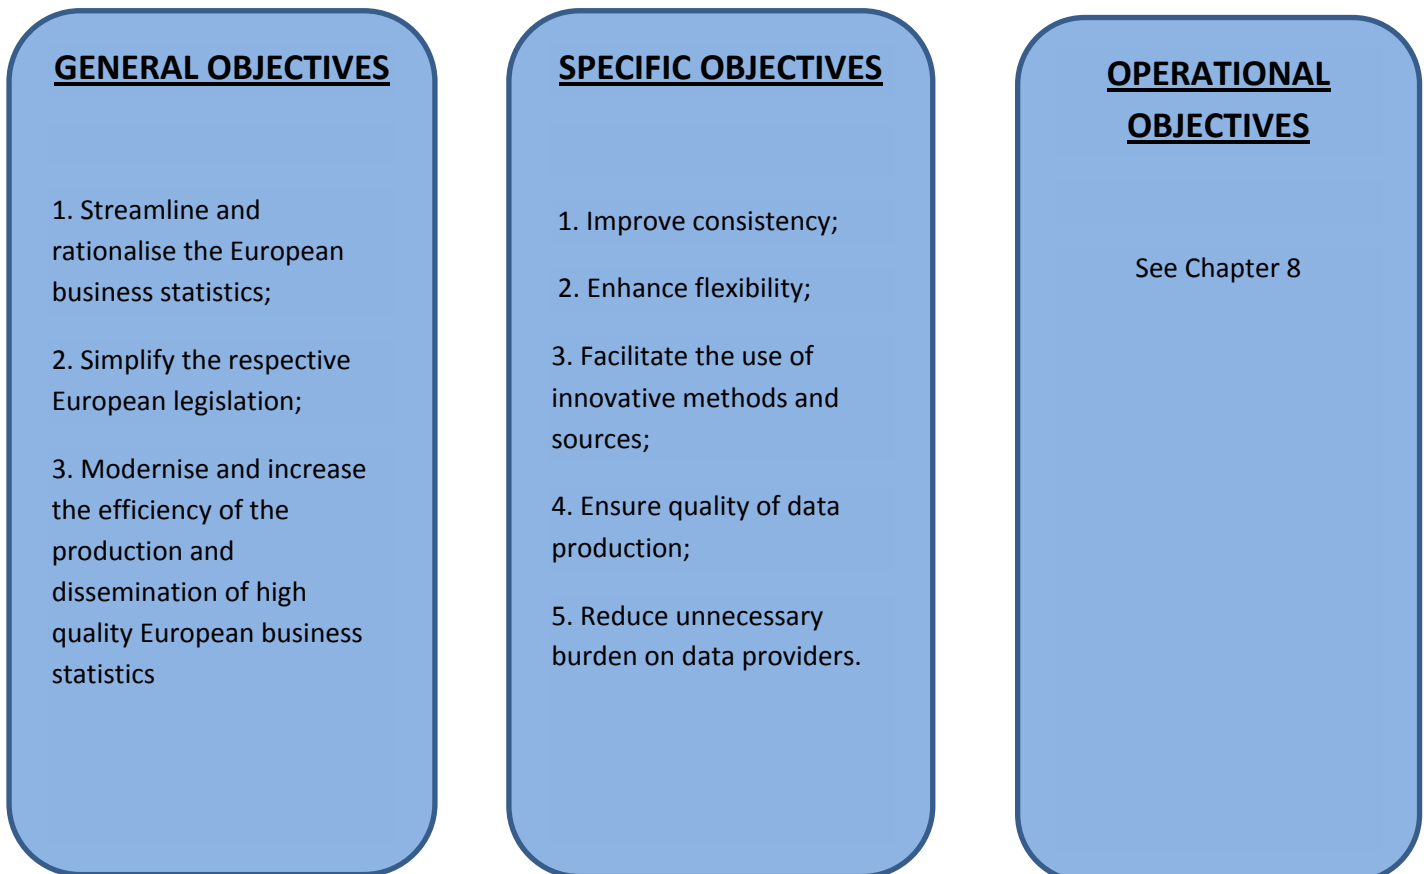 GENERAL OBJECTIVES
1. Streamline and
rationalise the European
business statistics;
2. Simplify the respective
European legislation;
3. Modernise and increase
the efficiency of the
production and
dissemination of high
quality European business
statistics
SPECIFIC OBJECTIVES
1. Improve consistency;
2. Enhance flexibility;
3. Facilitate the use of
innovative methods and
sources;
4. Ensure quality of data
production;
5. Reduce unnecessary
burden on data providers.
OPERATIONAL
OBJECTIVES
See Chapter 8